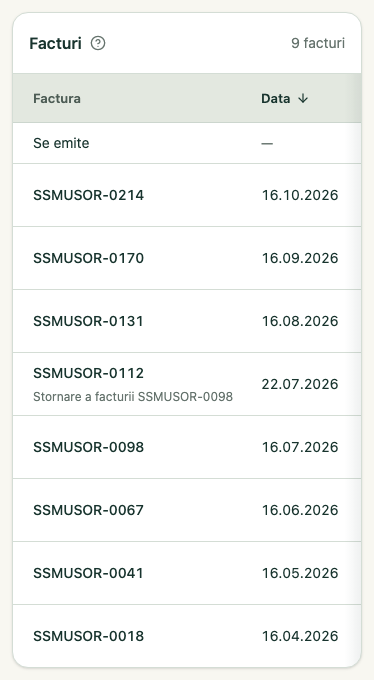 Facturi
9 facturi
Factura Data ↓
Se emite —
SSMUSOR-0214 16.10.2026
SSMUSOR-0170 16.09.2026
SSMUSOR-0131 16.08.2026
SSMUSOR-0112 22.07.2026
Stornare a facturii SSMUSOR-0098
SSMUSOR-0098 16.07.2026
SSMUSOR-0067 16.06.2026
SSMUSOR-0041 16.05.2026
SSMUSOR-0018 16.04.2026